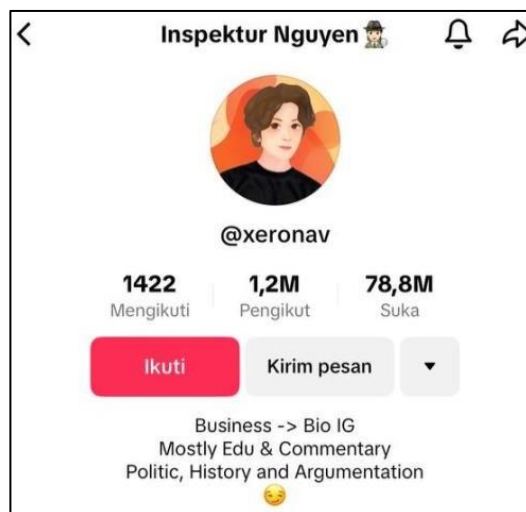 Inspektur Nguyen🕵🏻
@xeronav
1422 1,2M 78,8M
Mengikuti Pengikut Suka
Ikuti Kirim pesan
Business -> Bio IG
Mostly Edu & Commentary
Politic, History and Argumentation
😏